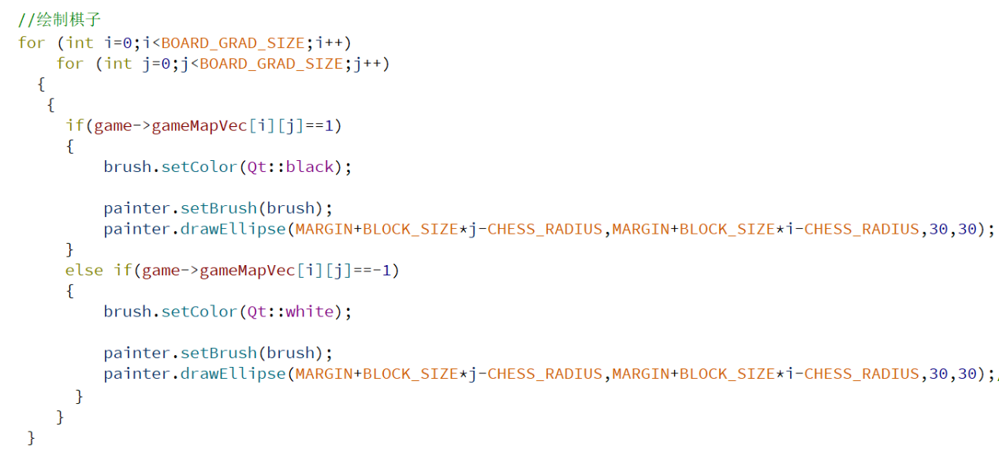 //绘制棋子
for (int i=0;i<BOARD_GRAD_SIZE;i++)
for (int j=0;j<BOARD_GRAD_SIZE;j++)
{
{
if(game->gameMapVec[i][j]==1)
{
brush.setColor(Qt::black);
painter.setBrush(brush);
painter.drawEllipse(MARGIN+BLOCK_SIZE*j-CHESS_RADIUS,MARGIN+BLOCK_SIZE*i-CHESS_RADIUS,30,30);
}
else if(game->gameMapVec[i][j]==-1)
{
brush.setColor(Qt::white);
painter.setBrush(brush);
painter.drawEllipse(MARGIN+BLOCK_SIZE*j-CHESS_RADIUS,MARGIN+BLOCK_SIZE*i-CHESS_RADIUS,30,30);
}
}
}